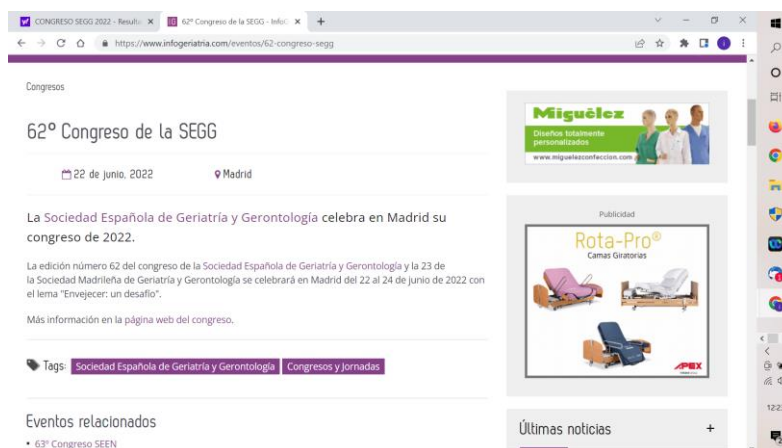 CONGRESO SEGG 2022 - Resulta
62º Congreso de la SEGG - InfoG
https://www.infogeriatria.com/eventos/62-congreso-segg
Congresos
62º Congreso de la SEGG
22 de junio, 2022
Madrid
La Sociedad Española de Geriatría y Gerontología celebra en Madrid su
congreso de 2022.
La edición número 62 del congreso de la Sociedad Española de Geriatría y Gerontología y la 23 de
la Sociedad Madrileña de Geriatría y Gerontología se celebrará en Madrid del 22 al 24 de junio de 2022 con
el lema "Envejecer: un desafío".
Más información en la página web del congreso.
Tags: Sociedad Española de Geriatría y Gerontología Congresos y Jornadas
Eventos relacionados
• 63º Congreso SEEN
Miguélez
Diseños totalmente
personalizados
www.miguelezconfeccion.com
Publicidad
Rota-Pro®
Camas Giratorias
APEX
Últimas noticias +